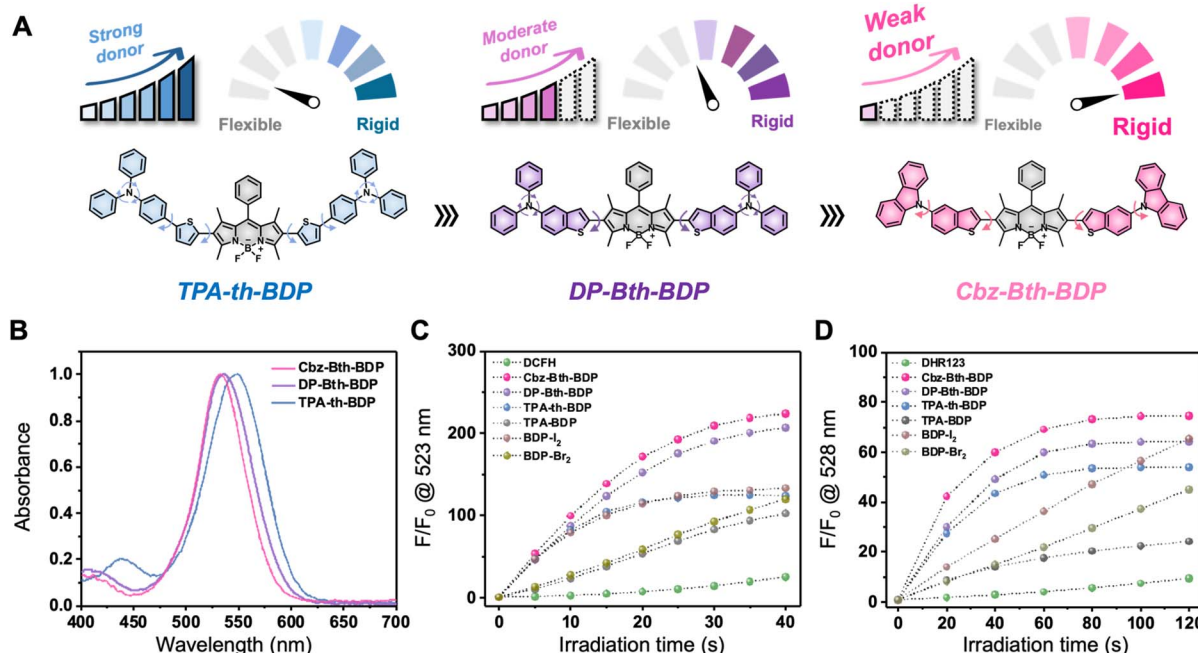 A
Strong
donor
Flexible
Rigid
Moderate
donor
Flexible
Rigid
Weak
donor
Flexible
Rigid
N
S
N
B
N
+
F
F
S
N
N
S
N
B
N
+
F
F
S
N
N
S
N
B
N
+
F
F
S
N
TPA-th-BDP
DP-Bth-BDP
Cbz-Bth-BDP
B
Absorbance
1.0
0.8
0.6
0.4
0.2
0.0
Cbz-Bth-BDP
DP-Bth-BDP
TPA-th-BDP
400
450
500
550
600
650
700
Wavelength (nm)
C
F/F₀ @ 523 nm
300
200
100
0
DCFH
Cbz-Bth-BDP
DP-Bth-BDP
TPA-th-BDP
TPA-BDP
BDP-I₂
BDP-Br₂
0
10
20
30
40
Irradiation time (s)
D
F/F₀ @ 528 nm
100
80
60
40
20
0
DHR123
Cbz-Bth-BDP
DP-Bth-BDP
TPA-th-BDP
TPA-BDP
BDP-I₂
BDP-Br₂
0
20
40
60
80
100
120
Irradiation time (s)